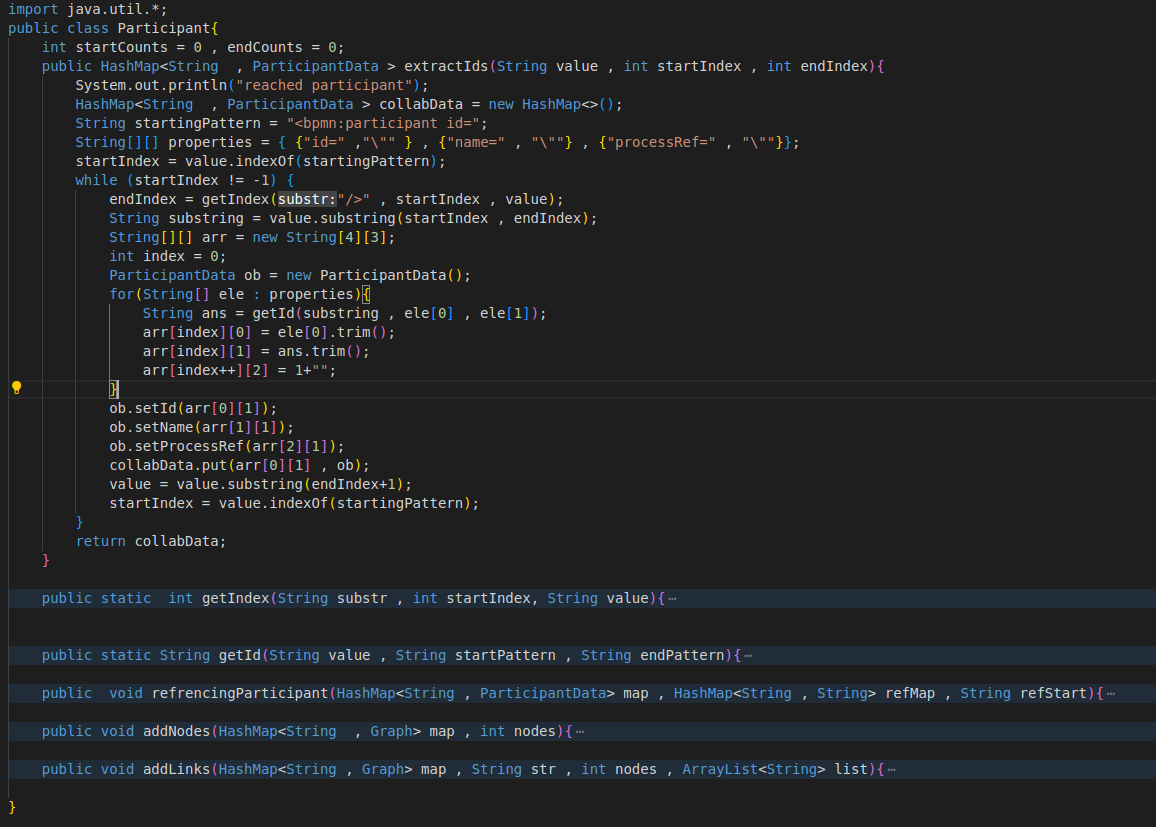 import java.util.*;
public class Participant{
    int startCounts = 0 , endCounts = 0;
    public HashMap<String  , ParticipantData > extractIds(String value , int startIndex , int endIndex){
        System.out.println("reached participant");
        HashMap<String  , ParticipantData > collabData = new HashMap<>();
        String startingPattern = "<bpmn:participant id=";
        String[][] properties = { {"id=" ,"\"" } , {"name=" , "\""} , {"processRef=" , "\""}};
        startIndex = value.indexOf(startingPattern);
        while (startIndex != -1) {
            endIndex = getIndex(substr:"/>" , startIndex , value);
            String substring = value.substring(startIndex , endIndex);
            String[][] arr = new String[4][3];
            int index = 0;
            ParticipantData ob = new ParticipantData();
            for(String[] ele : properties){
                String ans = getId(substring , ele[0] , ele[1]);
                arr[index][0] = ele[0].trim();
                arr[index][1] = ans.trim();
                arr[index++][2] = 1+"";
            }
            ob.setId(arr[0][1]);
            ob.setName(arr[1][1]);
            ob.setProcessRef(arr[2][1]);
            collabData.put(arr[0][1] , ob);
            value = value.substring(endIndex+1);
            startIndex = value.indexOf(startingPattern);
        }
        return collabData;
    }
    public static  int getIndex(String substr , int startIndex, String value){⋯
    public static String getId(String value , String startPattern , String endPattern){⋯
    public  void refrencingParticipant(HashMap<String , ParticipantData> map , HashMap<String , String> refMap , String refStart){⋯
    public void addNodes(HashMap<String  , Graph> map , int nodes){⋯
    public void addLinks(HashMap<String , Graph> map , String str , int nodes , ArrayList<String> list){⋯
}